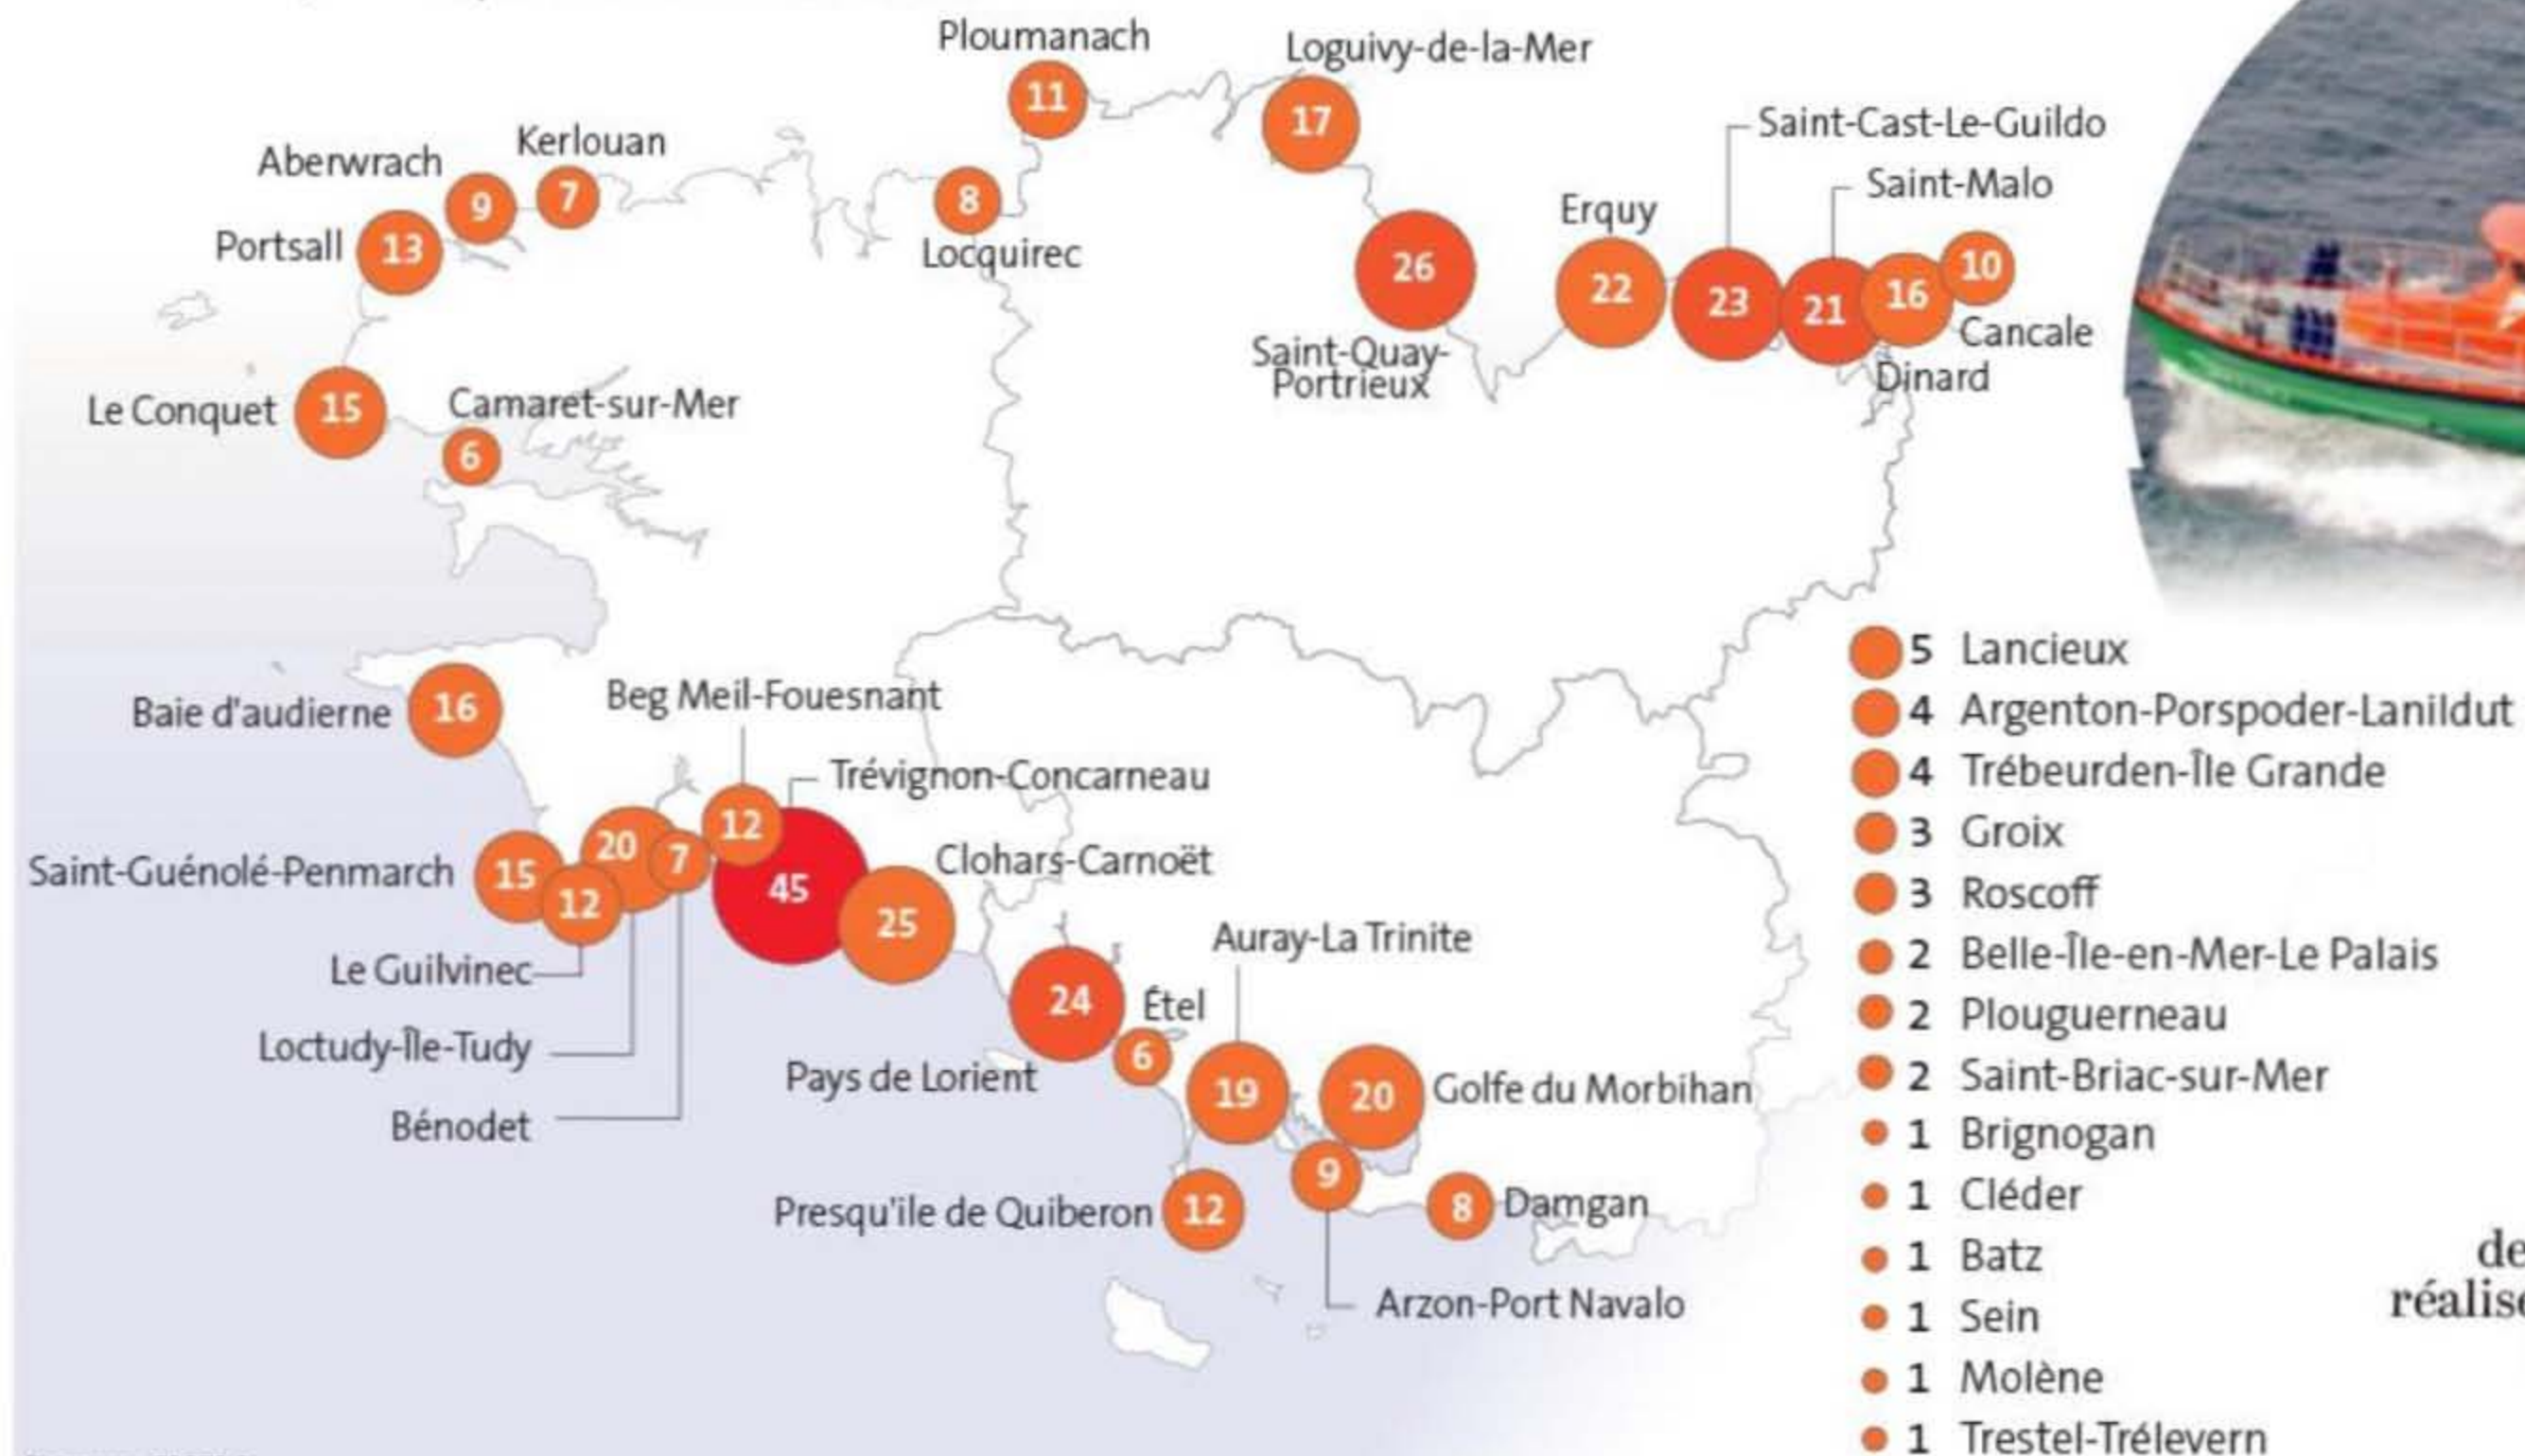 Ploumanach
11
Loguivy-de-la-Mer
17
Saint-Cast-Le-Guildo
Saint-Malo
Kerlouan
7
Aberwrach
9
Portsall
13
8
Locquirec
Erquy
22
23
21
16
10
Cancale
Dinard
26
Saint-Quay-
Portrieux
Le Conquet
15
Camaret-sur-Mer
6
Baie d'audierne
16
Beg Meil-Fouesnant
12
Trévignon-Concarneau
45
Saint-Guénolé-Penmarch
15
12
20
7
Clohars-Carnoët
25
Le Guilvinec
Loctudy-Île-Tudy
Bénodet
Auray-La Trinite
24
Étel
6
Pays de Lorient
19
20
Golfe du Morbihan
9
Presqu'ile de Quiberon
12
8
Damgan
Arzon-Port Navalo
5 Lancieux
4 Argenton-Porspoder-Lanildut
4 Trébeurden-Île Grande
3 Groix
3 Roscoff
2 Belle-Île-en-Mer-Le Palais
2 Plouguerneau
2 Saint-Briac-sur-Mer
1 Brignogan
1 Cléder
1 Batz
1 Sein
1 Molène
1 Trestel-Trélevern
de
réalise